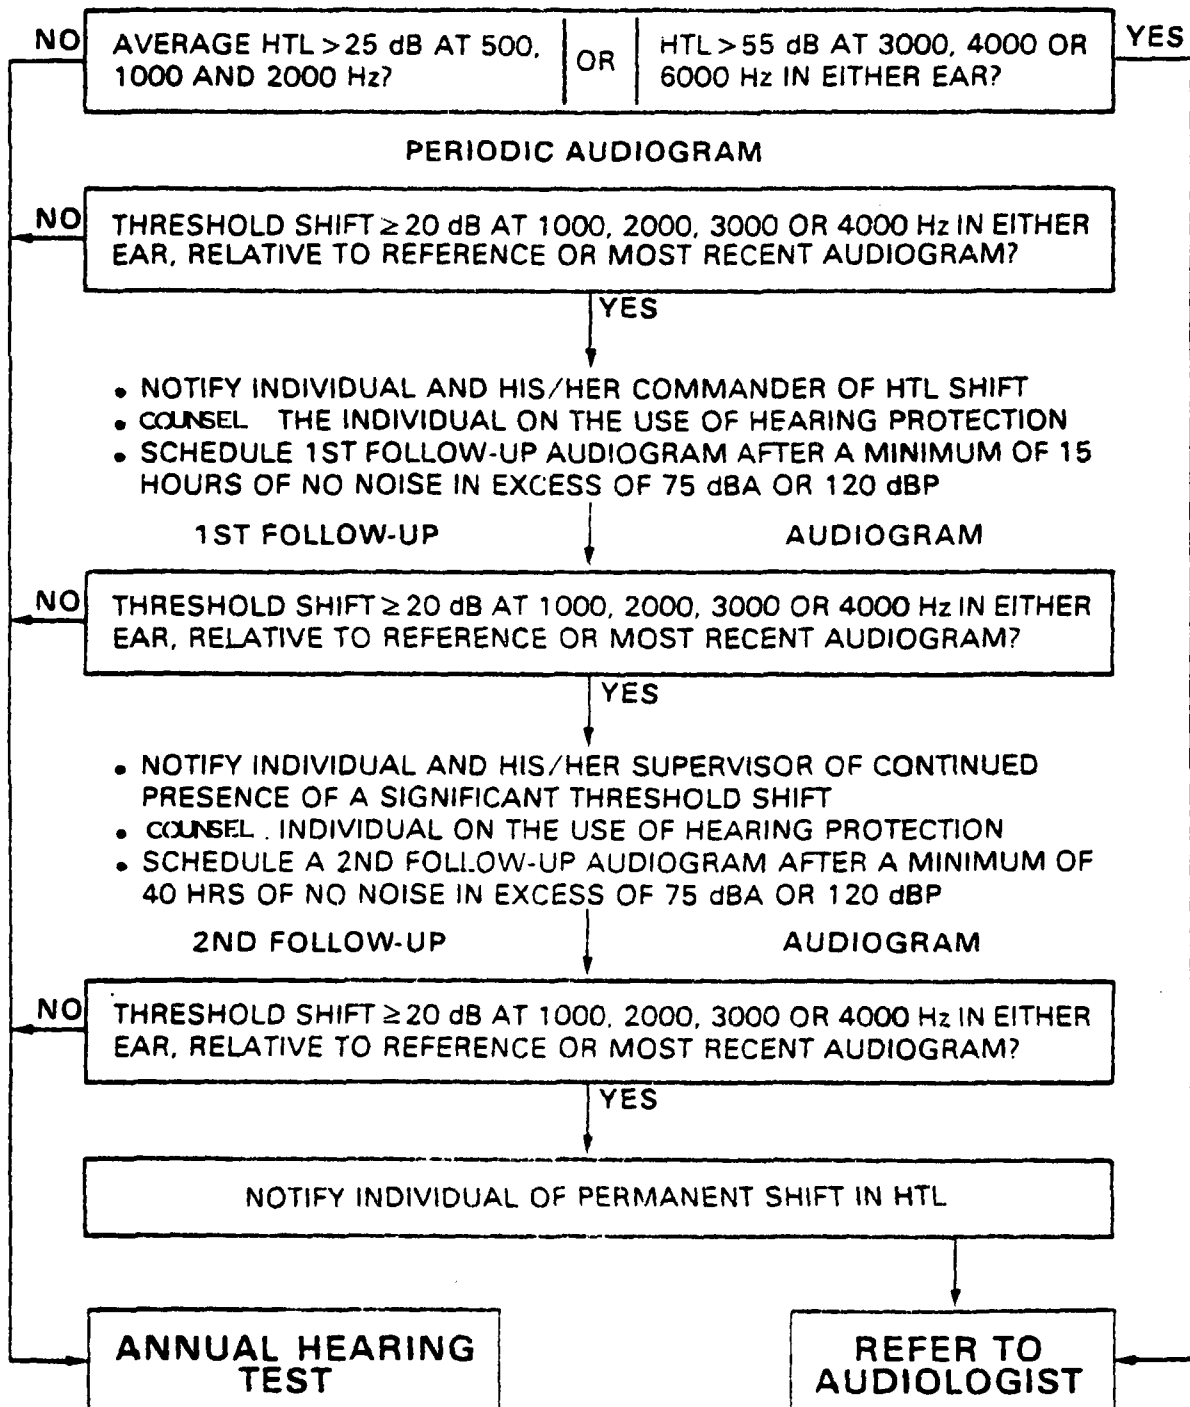 NO
AVERAGE HTL > 25 dB AT 500,
1000 AND 2000 Hz?
OR
HTL > 55 dB AT 3000, 4000 OR
6000 Hz IN EITHER EAR?
YES
PERIODIC AUDIOGRAM
NO
THRESHOLD SHIFT ≥ 20 dB AT 1000, 2000, 3000 OR 4000 Hz IN EITHER
EAR, RELATIVE TO REFERENCE OR MOST RECENT AUDIOGRAM?
YES
• NOTIFY INDIVIDUAL AND HIS/HER COMMANDER OF HTL SHIFT
• COUNSEL THE INDIVIDUAL ON THE USE OF HEARING PROTECTION
• SCHEDULE 1ST FOLLOW-UP AUDIOGRAM AFTER A MINIMUM OF 15
HOURS OF NO NOISE IN EXCESS OF 75 dBA OR 120 dBP
1ST FOLLOW-UP AUDIOGRAM
NO
THRESHOLD SHIFT ≥ 20 dB AT 1000, 2000, 3000 OR 4000 Hz IN EITHER
EAR, RELATIVE TO REFERENCE OR MOST RECENT AUDIOGRAM?
YES
• NOTIFY INDIVIDUAL AND HIS/HER SUPERVISOR OF CONTINUED
PRESENCE OF A SIGNIFICANT THRESHOLD SHIFT
• COUNSEL . INDIVIDUAL ON THE USE OF HEARING PROTECTION
• SCHEDULE A 2ND FOLLOW-UP AUDIOGRAM AFTER A MINIMUM OF
40 HRS OF NO NOISE IN EXCESS OF 75 dBA OR 120 dBP
2ND FOLLOW-UP AUDIOGRAM
NO
THRESHOLD SHIFT ≥ 20 dB AT 1000, 2000, 3000 OR 4000 Hz IN EITHER
EAR, RELATIVE TO REFERENCE OR MOST RECENT AUDIOGRAM?
YES
NOTIFY INDIVIDUAL OF PERMANENT SHIFT IN HTL
ANNUAL HEARING
TEST
REFER TO
AUDIOLOGIST